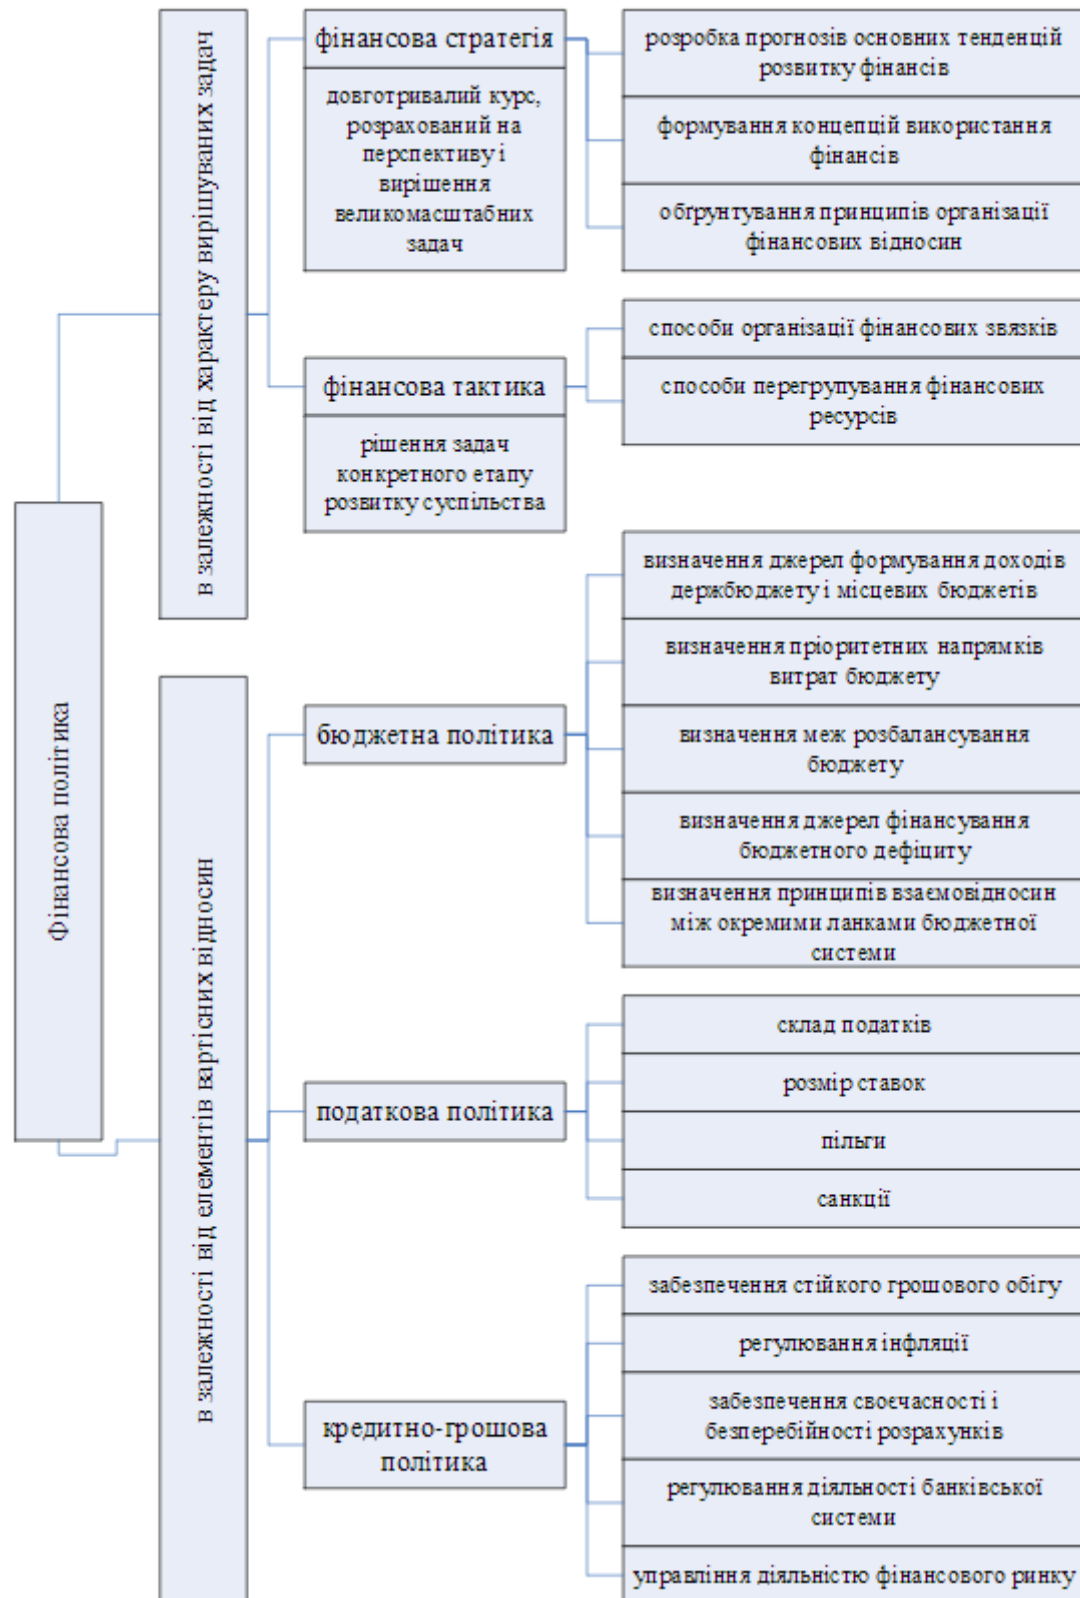 Фінансова політика
в залежності від характеру вирішуваних задач
фінансова стратегія
довготривалий курс,
розрахований на
перспективу і
вирішення
великомасштабних
задач
розробка прогнозів основних тенденцій
розвитку фінансів
формування концепцій використання
фінансів
обґрунтування принципів організації
фінансових відносин
фінансова тактика
рішення задач
конкретного етапу
розвитку суспільства
способи організації фінансових звязків
способи перегрупування фінансових
ресурсів
в залежності від елементів вартісних відносин
бюджетна політика
визначення джерел формування доходів
держбюджету і місцевих бюджетів
визначення пріоритетних напрямків
витрат бюджету
визначення меж розбалансування
бюджету
визначення джерел фінансування
бюджетного дефіциту
визначення принципів взаємовідносин
між окремими ланками бюджетної
системи
податкова політика
склад податків
розмір ставок
пільги
санкції
кредитно-грошова
політика
забезпечення стійкого грошового обігу
регулювання інфляції
забезпечення своєчасності і
безперебійності розрахунків
регулювання діяльності банківської
системи
управління діяльністю фінансового ринку